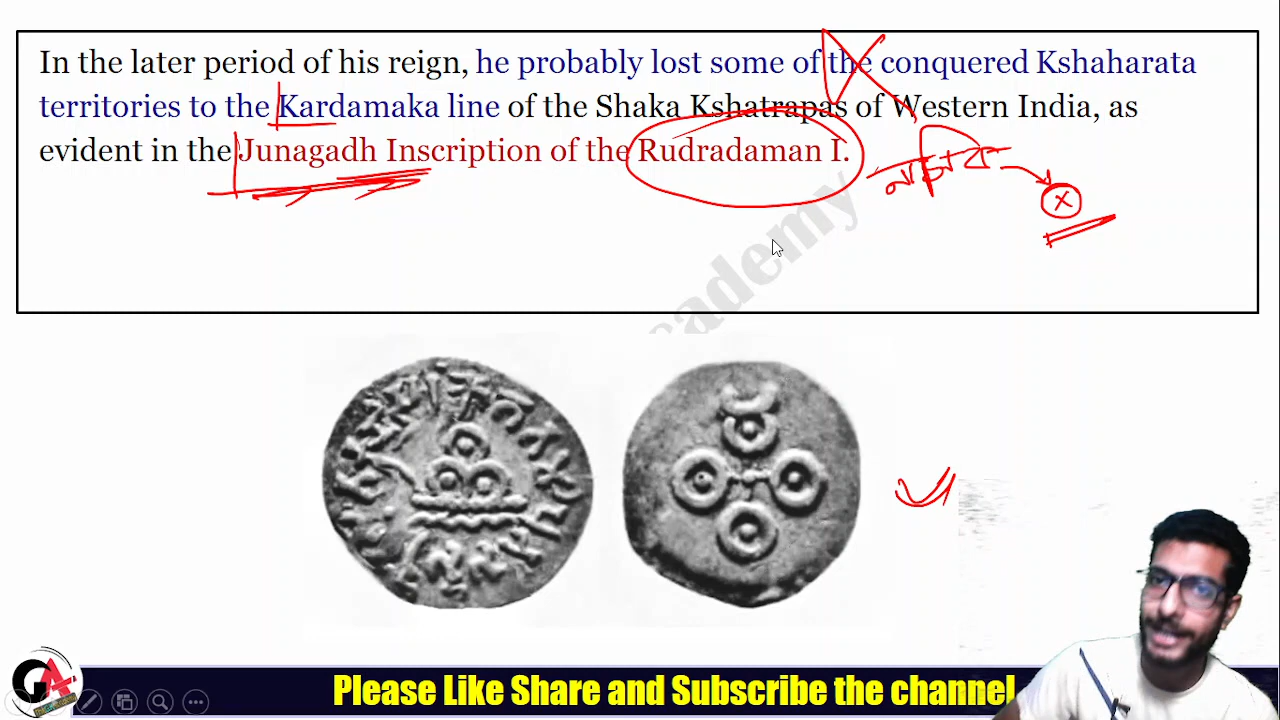 In the later period of his reign, he probably lost some of the conquered Kshaharata
territories to the Kardamaka line of the Shaka Kshatrapas of Western India, as
evident in the Junagadh Inscription of the Rudradaman I.
ademy
GA
Please Like Share and Subscribe the channel